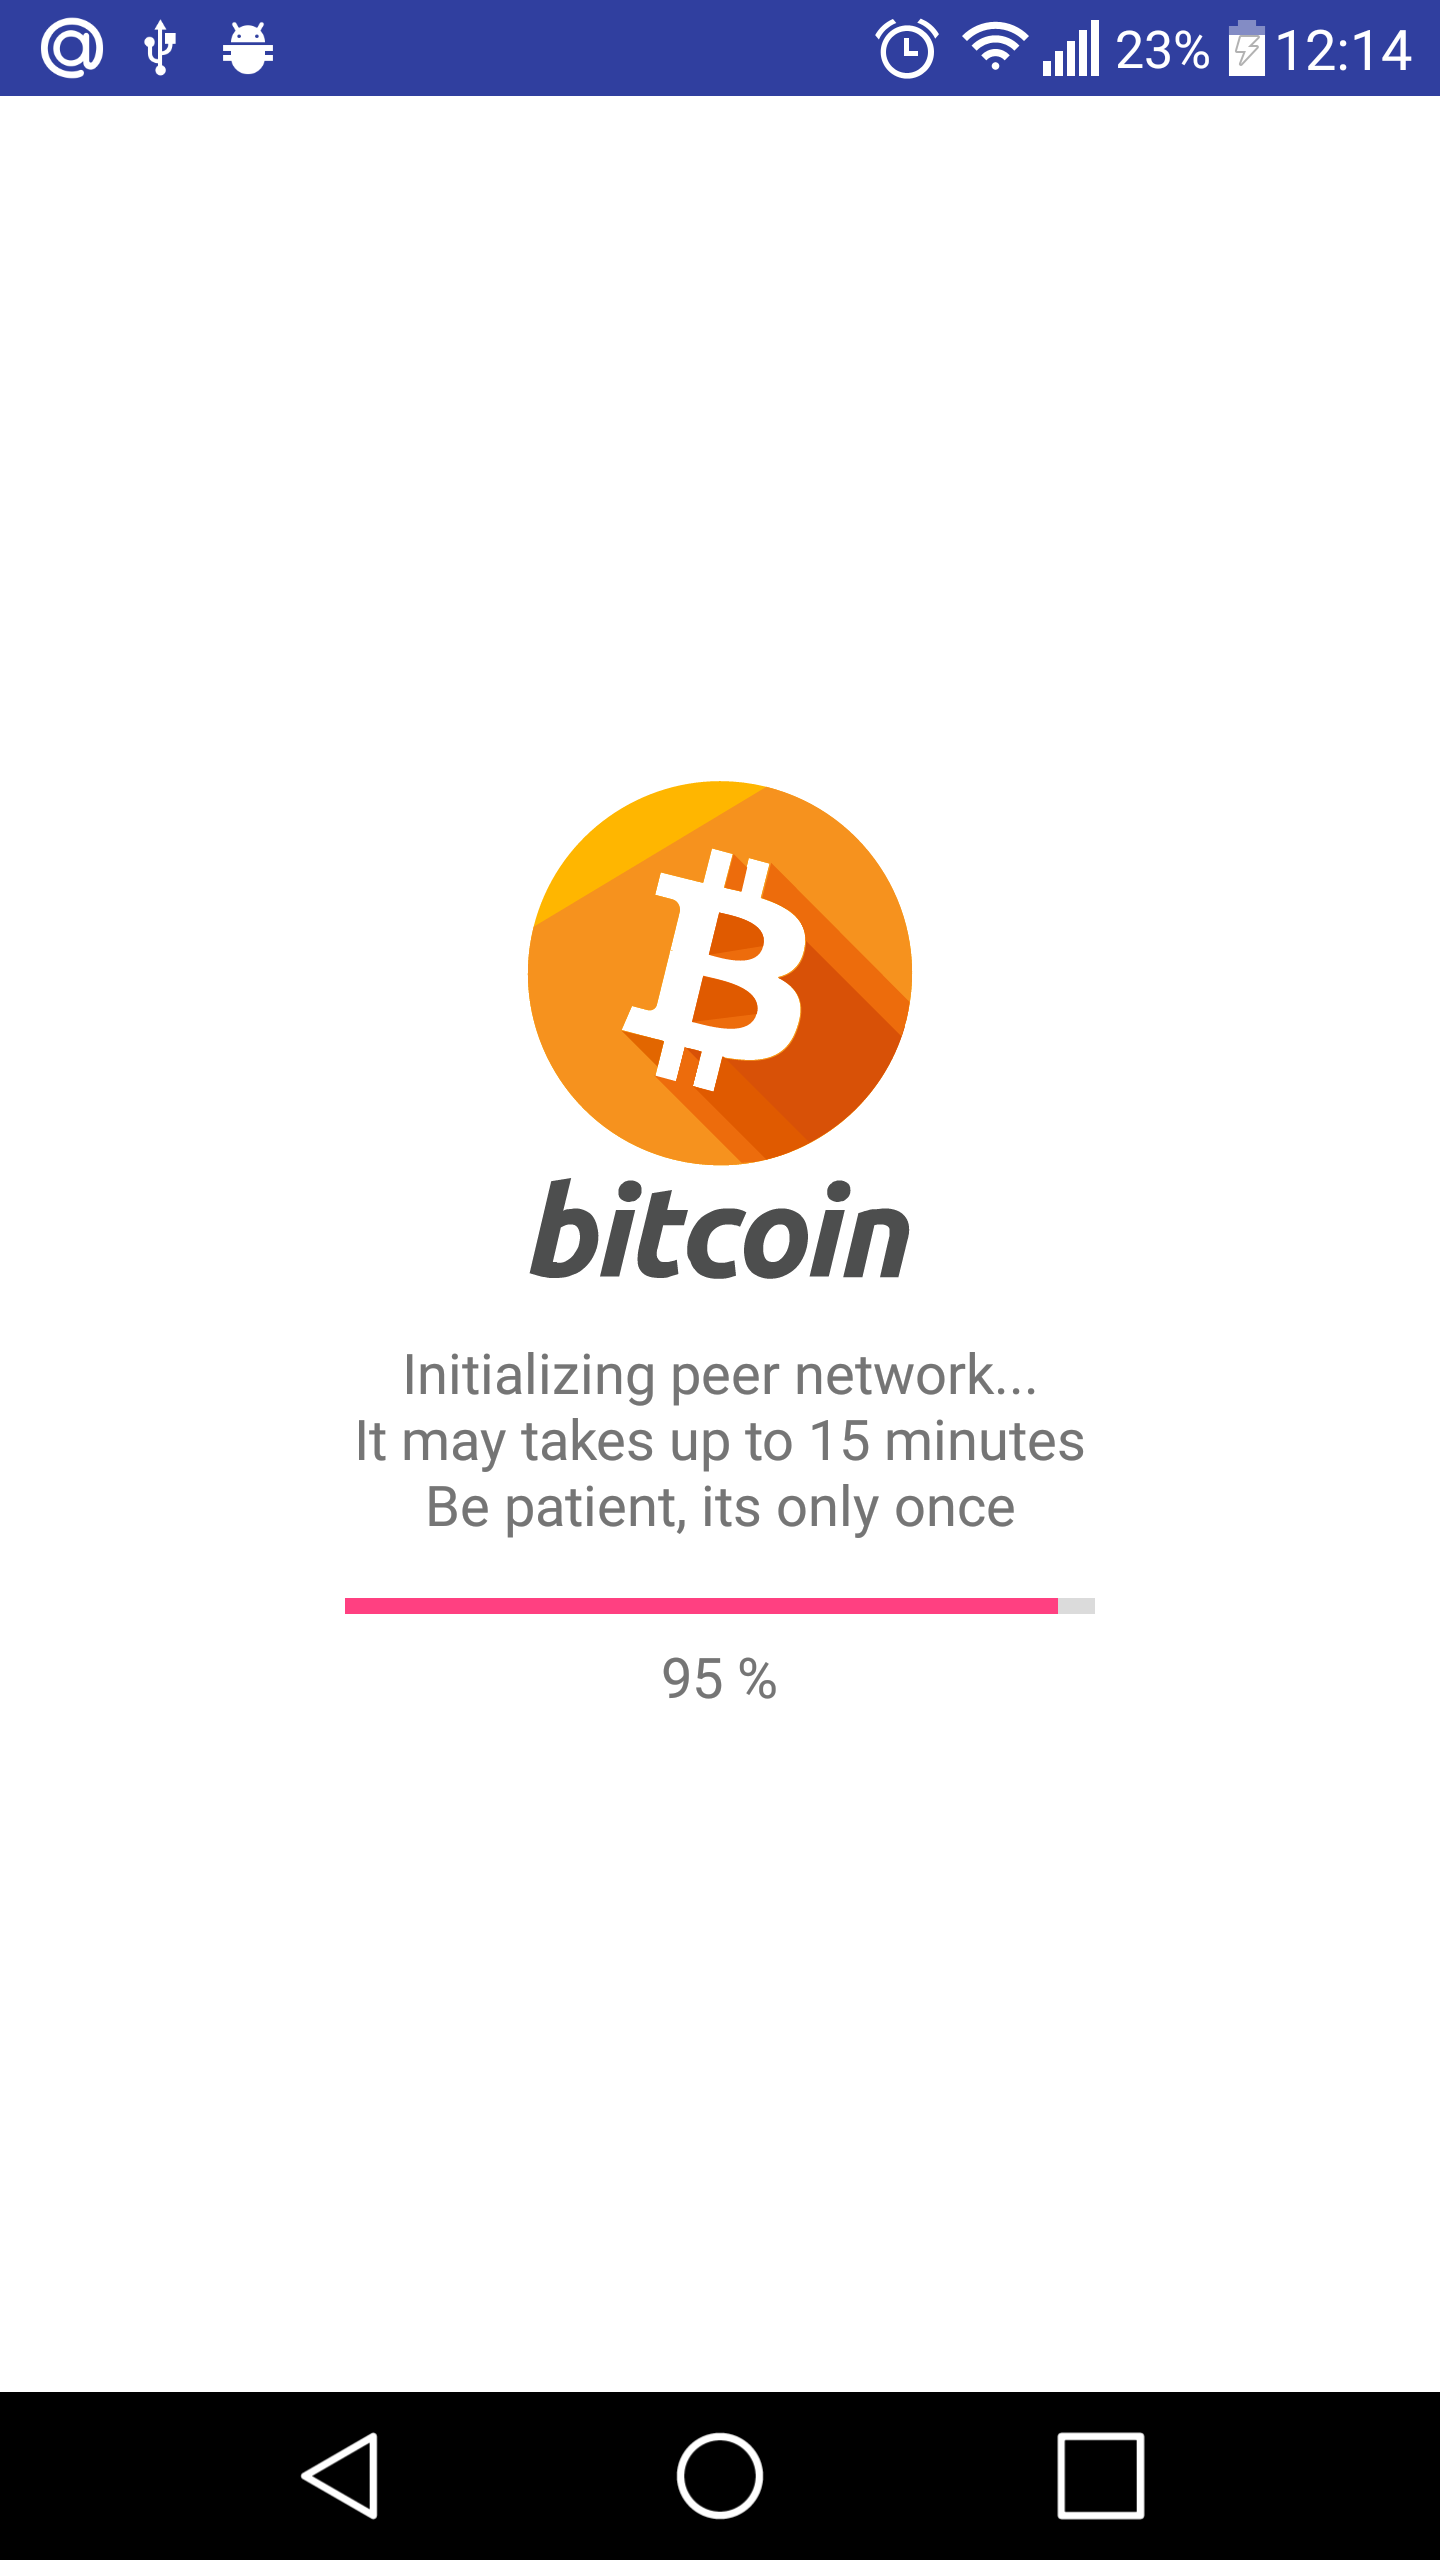 23% 12:14
bitcoin
Initializing peer network...
It may takes up to 15 minutes
Be patient, its only once
95 %